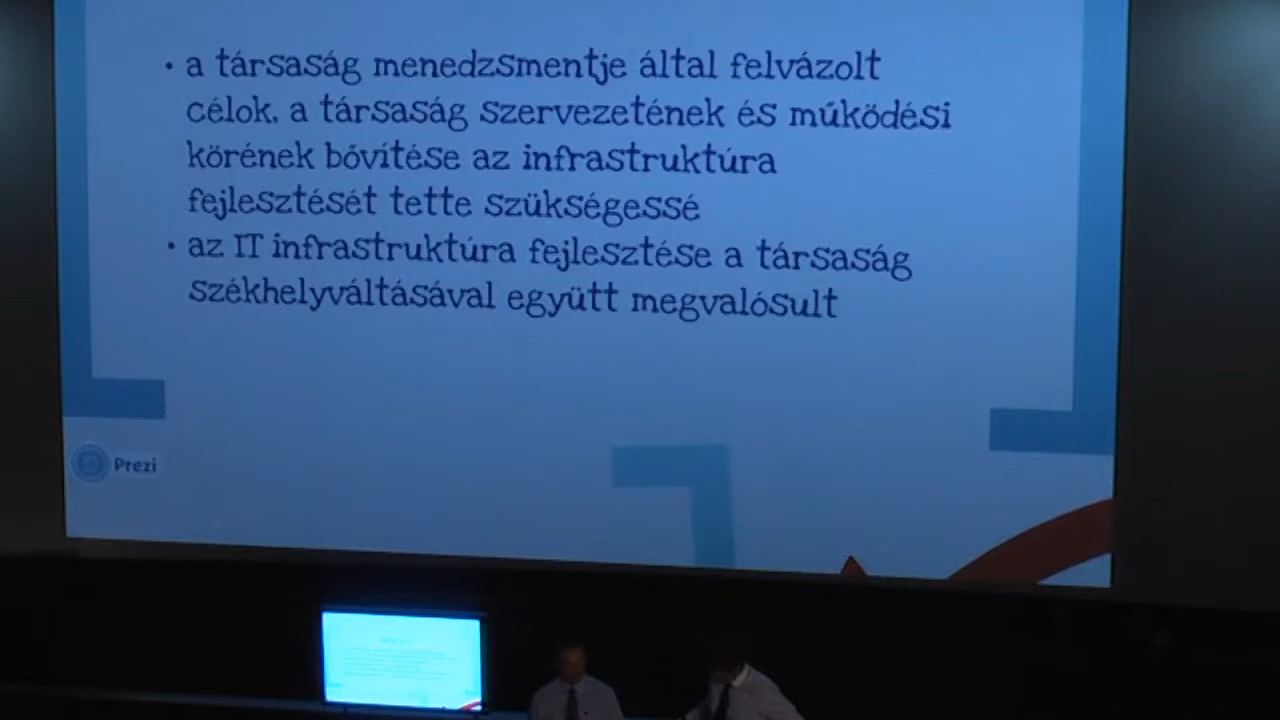 • a társaság menedzsmentje által felvázolt
célok, a társaság szervezetének és működési
körének bővítése az infrastruktúra
fejlesztését tette szükségessé
• az IT infrastruktúra fejlesztése a társaság
székhelyváltásával együtt megvalósult
Prezi